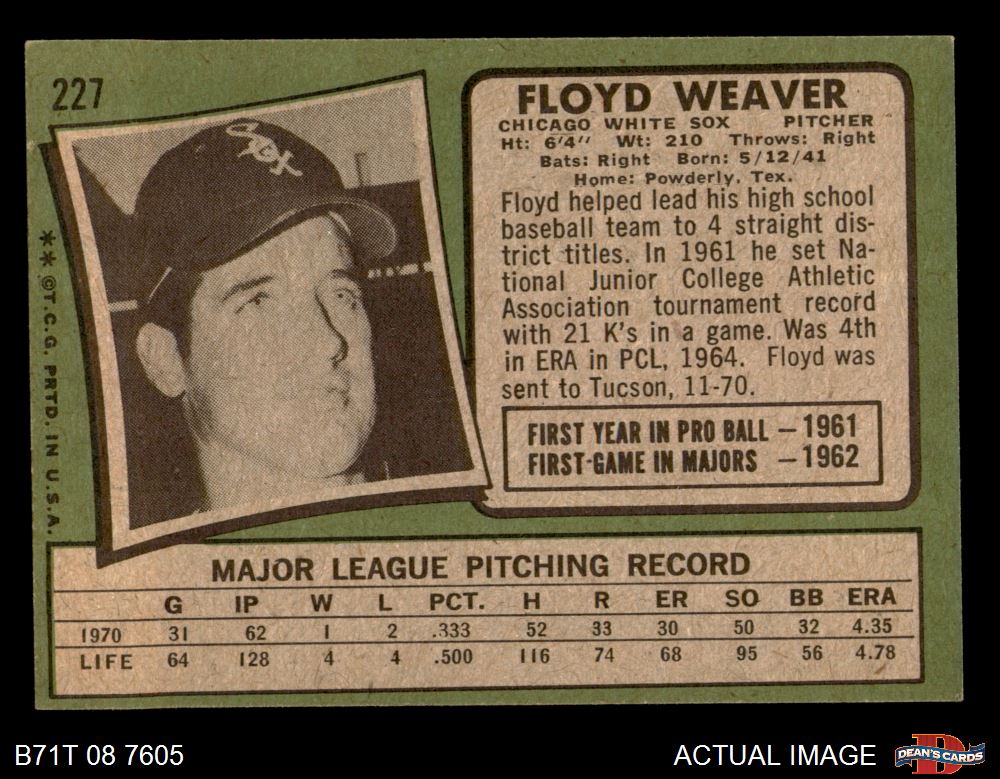 227
Sox
** ©T.C.G. PRTD. IN U.S.A.
FLOYD WEAVER
CHICAGO WHITE SOX PITCHER
Ht: 6'4" Wt: 210 Throws: Right
Bats: Right Born: 5/12/41
Home: Powderly, Tex.
Floyd helped lead his high school
baseball team to 4 straight dis-
trict titles. In 1961 he set Na-
tional Junior College Athletic
Association tournament record
with 21 K's in a game. Was 4th
in ERA in PCL, 1964. Floyd was
sent to Tucson, 11-70.
FIRST YEAR IN PRO BALL – 1961
FIRST-GAME IN MAJORS – 1962
MAJOR LEAGUE PITCHING RECORD
G IP W L PCT. H R ER SO BB ERA
1970 31 62 1 2 .333 52 33 30 50 32 4.35
LIFE 64 128 4 4 .500 116 74 68 95 56 4.78
B71T 08 7605 ACTUAL IMAGE DEAN'S CARDS